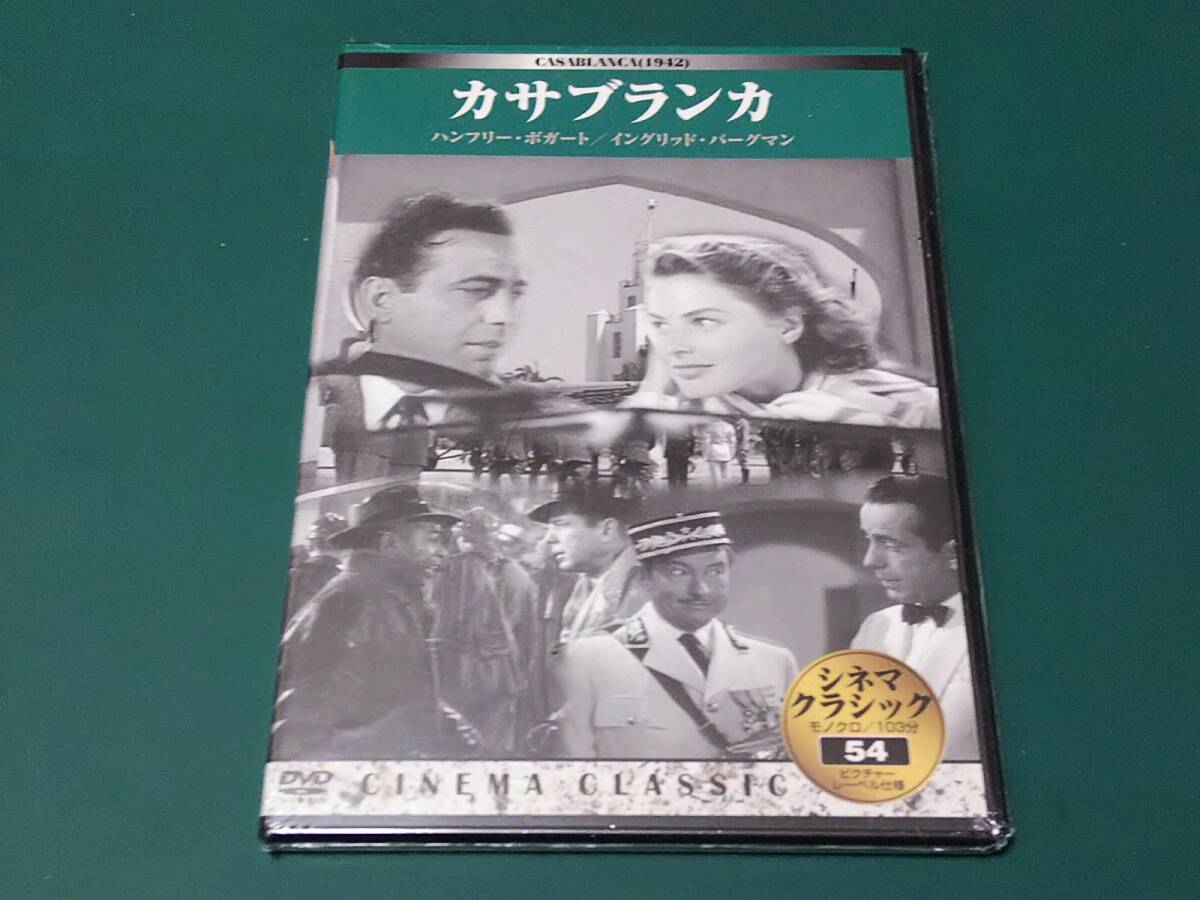 CASABLANCA(1942)
カサブランカ
ハンフリー・ボガート／イングリッド・バーグマン
シネマ
クラシック
モノクロ／103分
54
ピクチャー
レーベル仕様
DVD
CINEMA CLASSIC